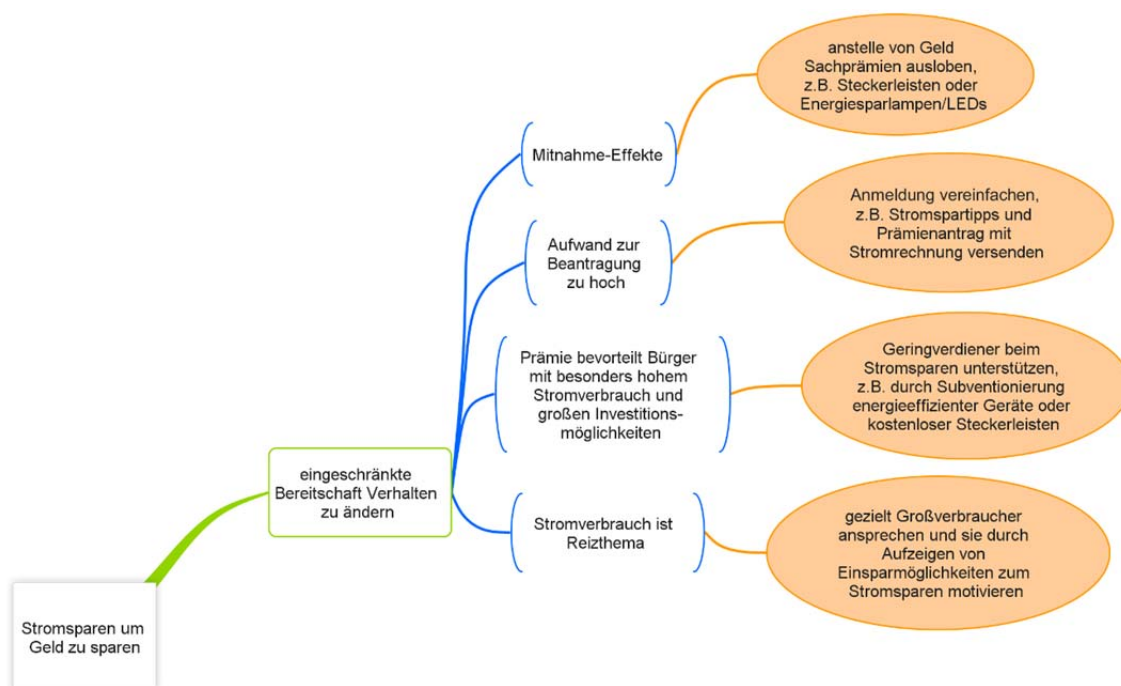 anstelle von Geld
Sachprämien ausloben,
z.B. Steckerleisten oder
Energiesparlampen/LEDs
Mitnahme-Effekte
Anmeldung vereinfachen,
z.B. Stromspartipps und
Prämienantrag mit
Stromrechnung versenden
Aufwand zur
Beantragung
zu hoch
Geringverdiener beim
Stromsparen unterstützen,
z.B. durch Subventionierung
energieeffizienter Geräte oder
kostenloser Steckerleisten
Prämie bevorteilt Bürger
mit besonders hohem
Stromverbrauch und
großen Investitions-
möglichkeiten
eingeschränkte
Bereitschaft Verhalten
zu ändern
Stromverbrauch ist
Reizthema
gezielt Großverbraucher
ansprechen und sie durch
Aufzeigen von
Einsparmöglichkeiten zum
Stromsparen motivieren
Stromsparen um
Geld zu sparen